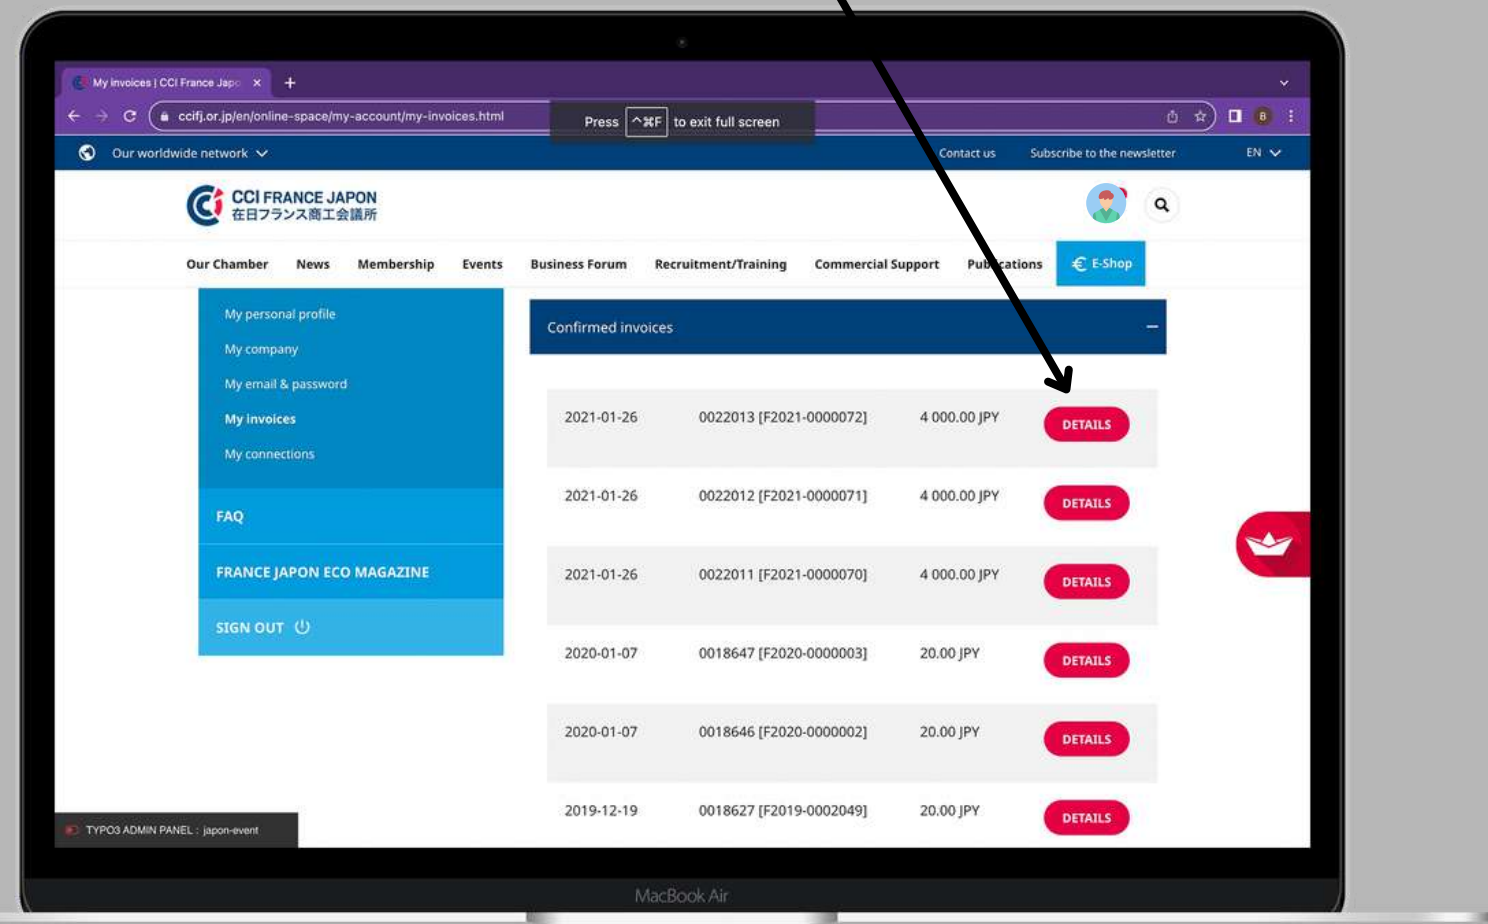 My invoices | CCI France Japo
ccifj.or.jp/en/online-space/my-account/my-invoices.html
Press ^⌘F to exit full screen
B
Our worldwide network
Contact us
Subscribe to the newsletter
EN
CCI FRANCE JAPON
在日フランス商工会議所
Our Chamber
News
Membership
Events
Business Forum
Recruitment/Training
Commercial Support
Publications
€ E-Shop
My personal profile
My company
My email & password
My invoices
My connections
FAQ
FRANCE JAPON ECO MAGAZINE
SIGN OUT
Confirmed invoices
2021-01-26 0022013 [F2021-0000072] 4 000.00 JPY DETAILS
2021-01-26 0022012 [F2021-0000071] 4 000.00 JPY DETAILS
2021-01-26 0022011 [F2021-0000070] 4 000.00 JPY DETAILS
2020-01-07 0018647 [F2020-0000003] 20.00 JPY DETAILS
2020-01-07 0018646 [F2020-0000002] 20.00 JPY DETAILS
2019-12-19 0018627 [F2019-0002049] 20.00 JPY DETAILS
TYPO3 ADMIN PANEL : japon-event
MacBook Air